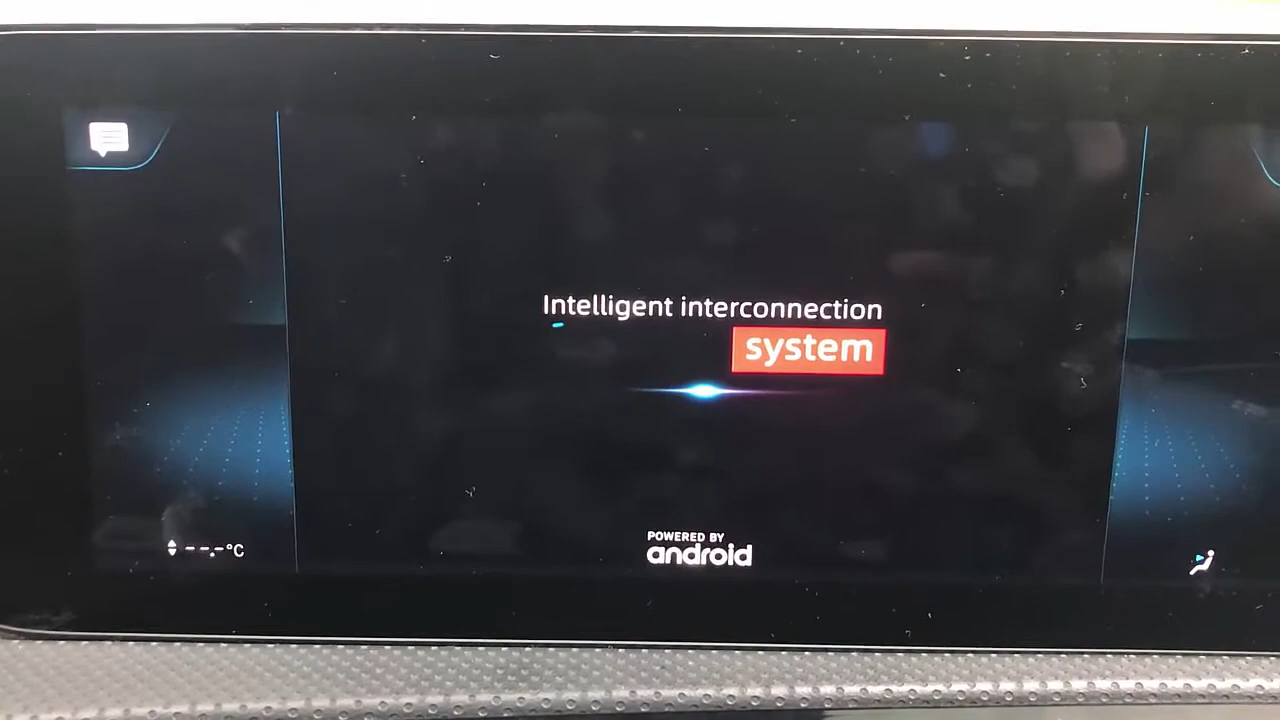 Intelligent interconnection
system
POWERED BY
android
--.-°C